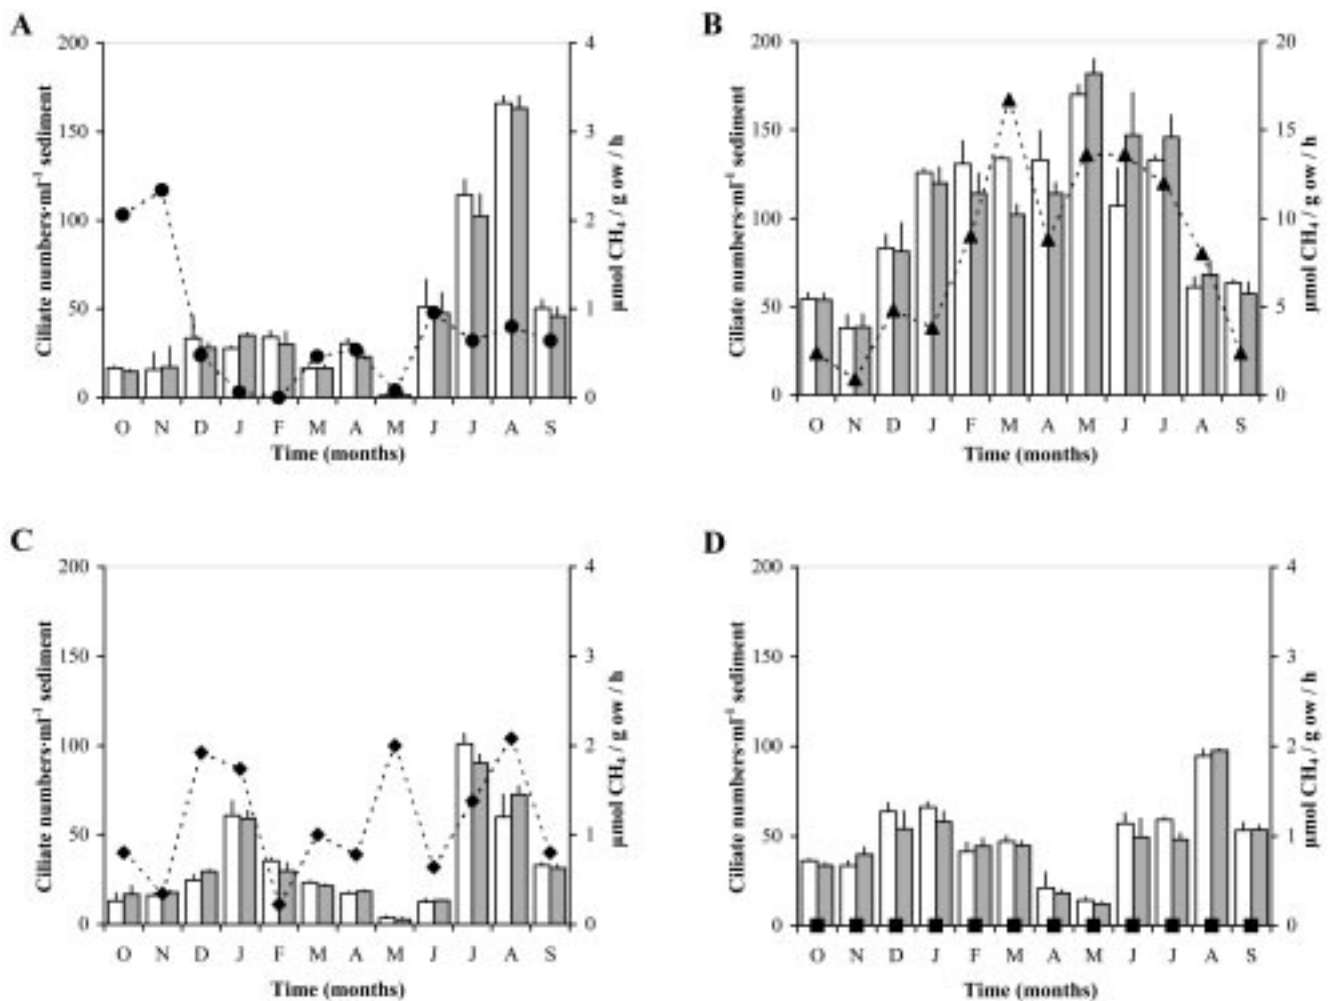 A
200
150
100
50
0
Ciliate numbers·ml⁻¹ sediment
4
3
2
1
0
µmol CH₄ / g ow / h
O N D J F M A M J J A S
Time (months)
B
200
150
100
50
0
Ciliate numbers·ml⁻¹ sediment
20
15
10
5
0
µmol CH₄ / g ow / h
O N D J F M A M J J A S
Time (months)
C
200
150
100
50
0
Ciliate numbers·ml⁻¹ sediment
4
3
2
1
0
µmol CH₄ / g ow / h
O N D J F M A M J J A S
Time (months)
D
200
150
100
50
0
Ciliate numbers·ml⁻¹ sediment
4
3
2
1
0
µmol CH₄ / g ow / h
O N D J F M A M J J A S
Time (months)